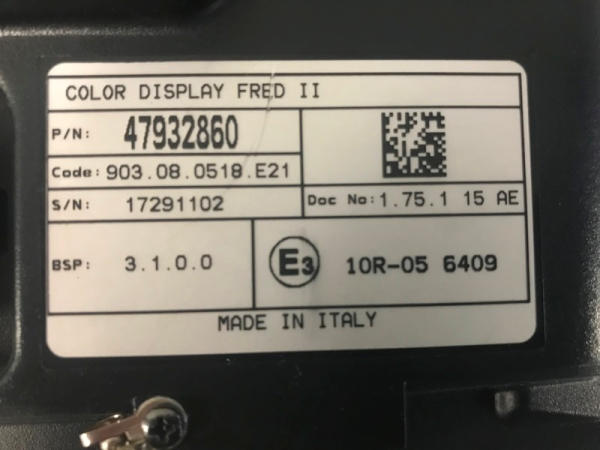 COLOR DISPLAY FRED II
P/N: 47932860
Code: 903.08.0518.E21
S/N: 17291102
Doc No: 1.75.1 15 AE
BSP: 3.1.0.0
E3 10R-05 6409
MADE IN ITALY